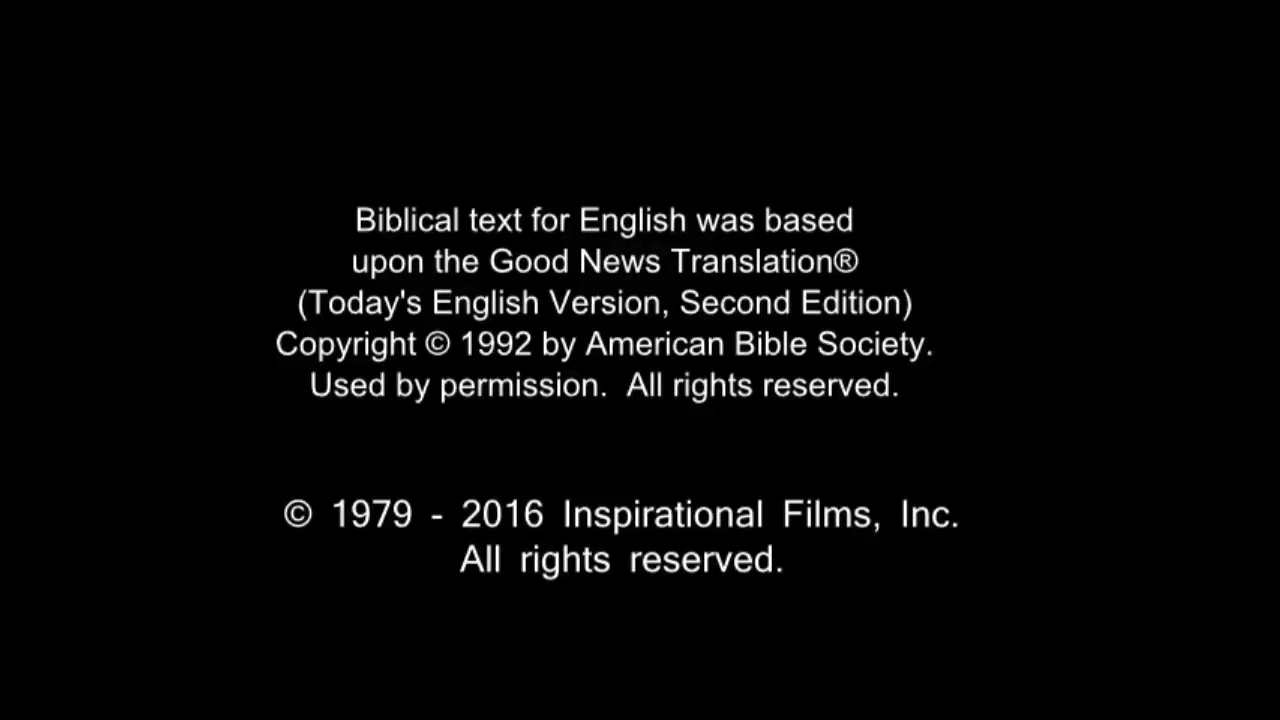 Biblical text for English was based
upon the Good News Translation®
(Today's English Version, Second Edition)
Copyright © 1992 by American Bible Society.
Used by permission.  All rights reserved.
© 1979 - 2016 Inspirational Films, Inc.
All rights reserved.